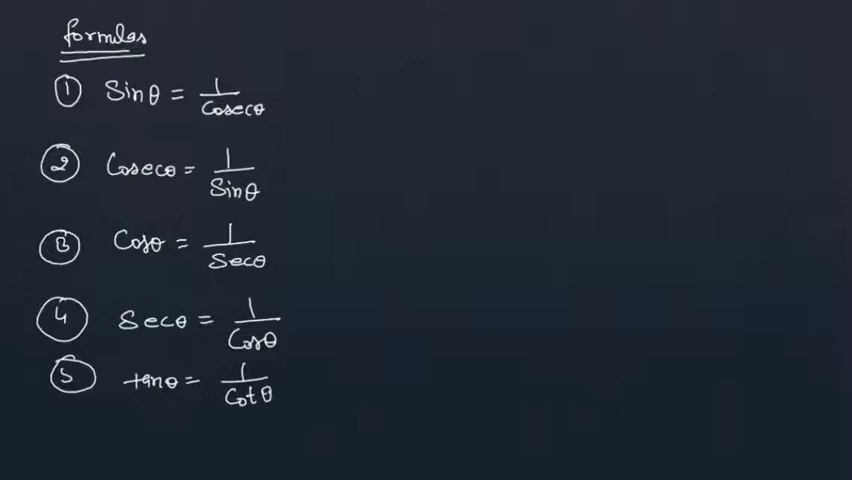 formulas
① Sinθ = 1/Cosecθ
② Cosecθ = 1/Sinθ
③ Cosθ = 1/Secθ
④ Secθ = 1/Cosθ
⑤ tanθ = 1/Cotθ